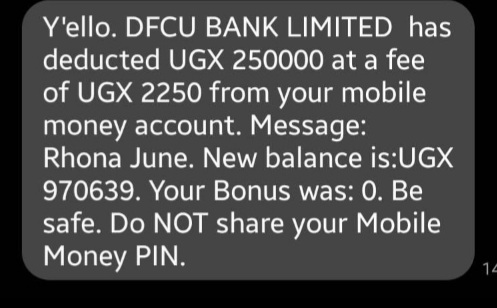 Y'ello. DFCU BANK LIMITED has
deducted UGX 250000 at a fee
of UGX 2250 from your mobile
money account. Message:
Rhona June. New balance is:UGX
970639. Your Bonus was: 0. Be
safe. Do NOT share your Mobile
Money PIN.